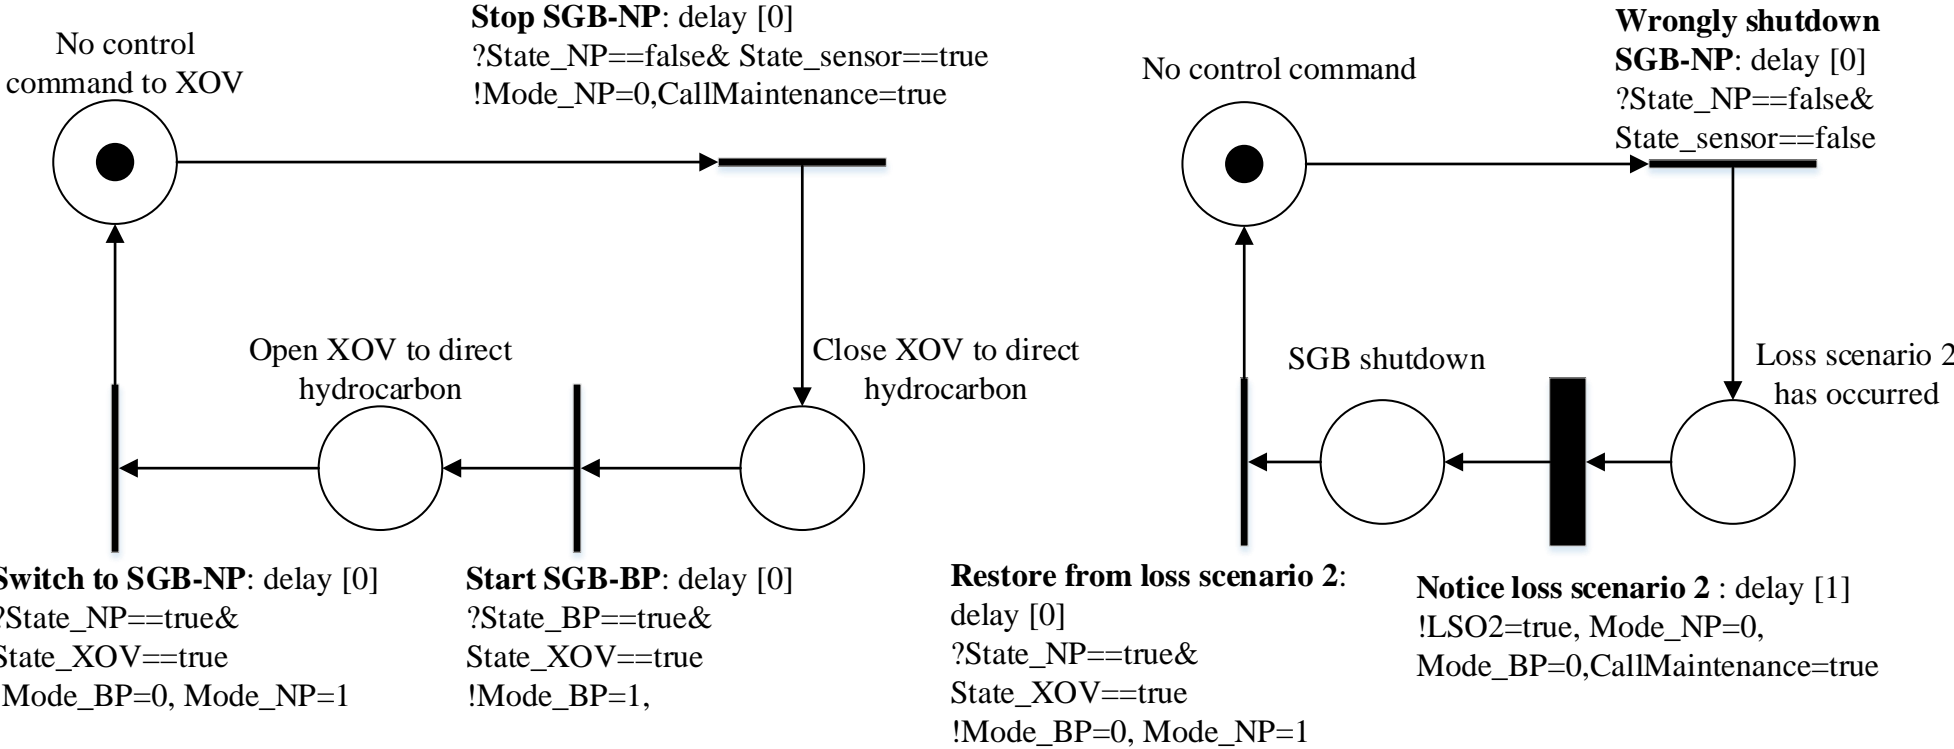 No control
command to XOV
Stop SGB-NP: delay [0]
?State_NP==false& State_sensor==true
!Mode_NP=0,CallMaintenance=true
Open XOV to direct
hydrocarbon
Close XOV to direct
hydrocarbon
Switch to SGB-NP: delay [0]
?State_NP==true&
State_XOV==true
Mode_BP=0, Mode_NP=1
Start SGB-BP: delay [0]
?State_BP==true&
State_XOV==true
!Mode_BP=1,
No control command
Wrongly shutdown
SGB-NP: delay [0]
?State_NP==false&
State_sensor==false
SGB shutdown
Loss scenario 2
has occurred
Restore from loss scenario 2:
delay [0]
?State_NP==true&
State_XOV==true
!Mode_BP=0, Mode_NP=1
Notice loss scenario 2 : delay [1]
!LSO2=true, Mode_NP=0,
Mode_BP=0,CallMaintenance=true